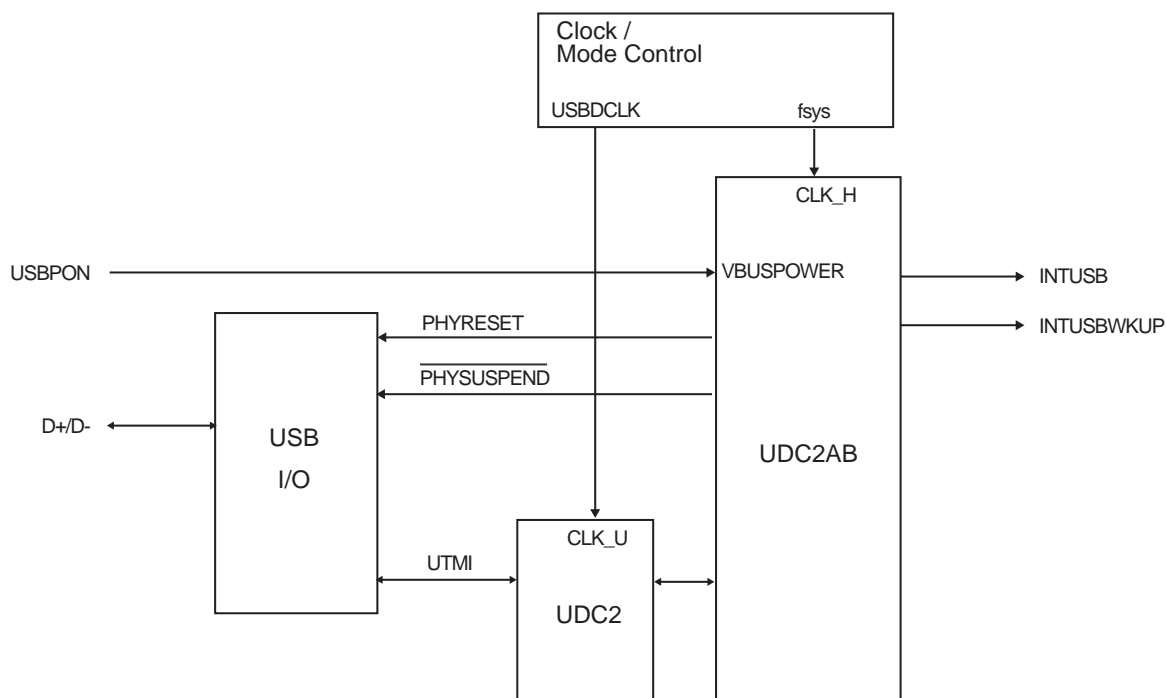 Clock /
Mode Control
USBDCLK
fsys
CLK_H
USBPON
VBUSPOWER
INTUSB
PHYRESET
INTUSBWKUP
PHYSUSPEND
D+/D-
USB
I/O
UDC2AB
CLK_U
UTMI
UDC2